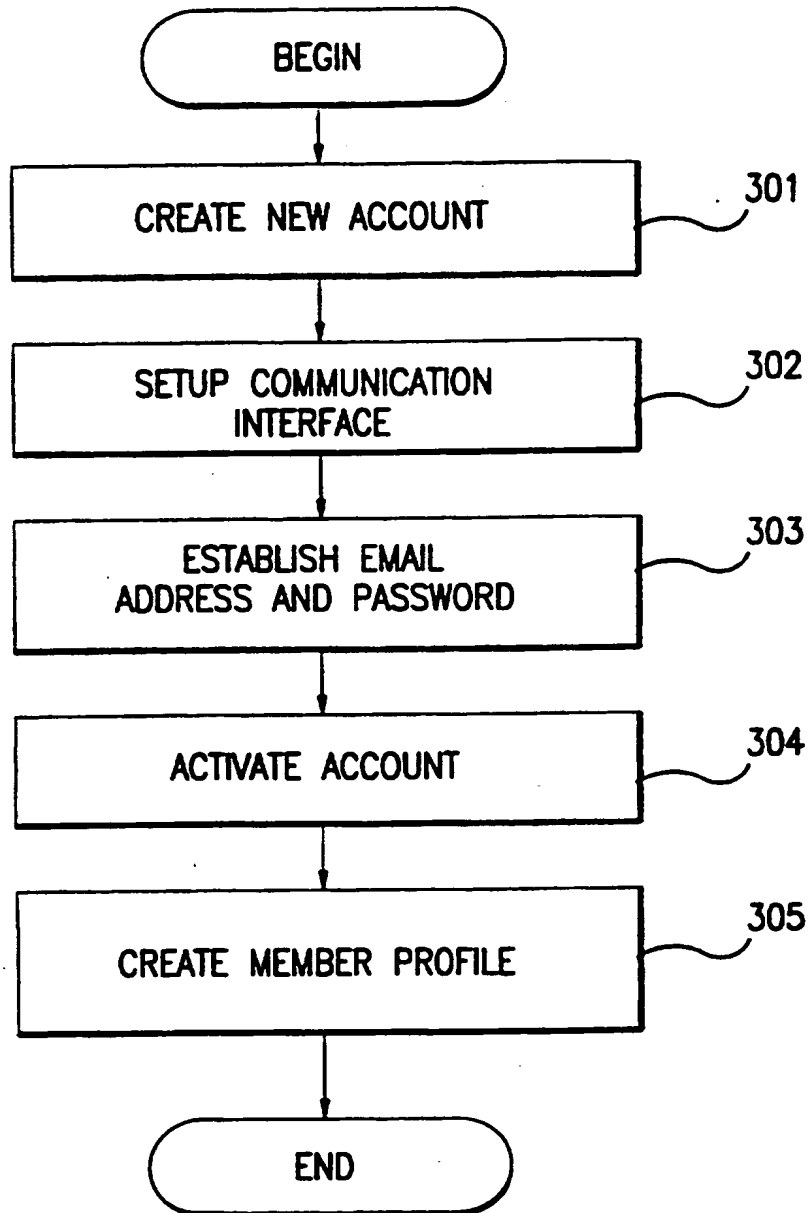 BEGIN
CREATE NEW ACCOUNT
301
SETUP COMMUNICATION
INTERFACE
302
ESTABLISH EMAIL
ADDRESS AND PASSWORD
303
ACTIVATE ACCOUNT
304
CREATE MEMBER PROFILE
305
END